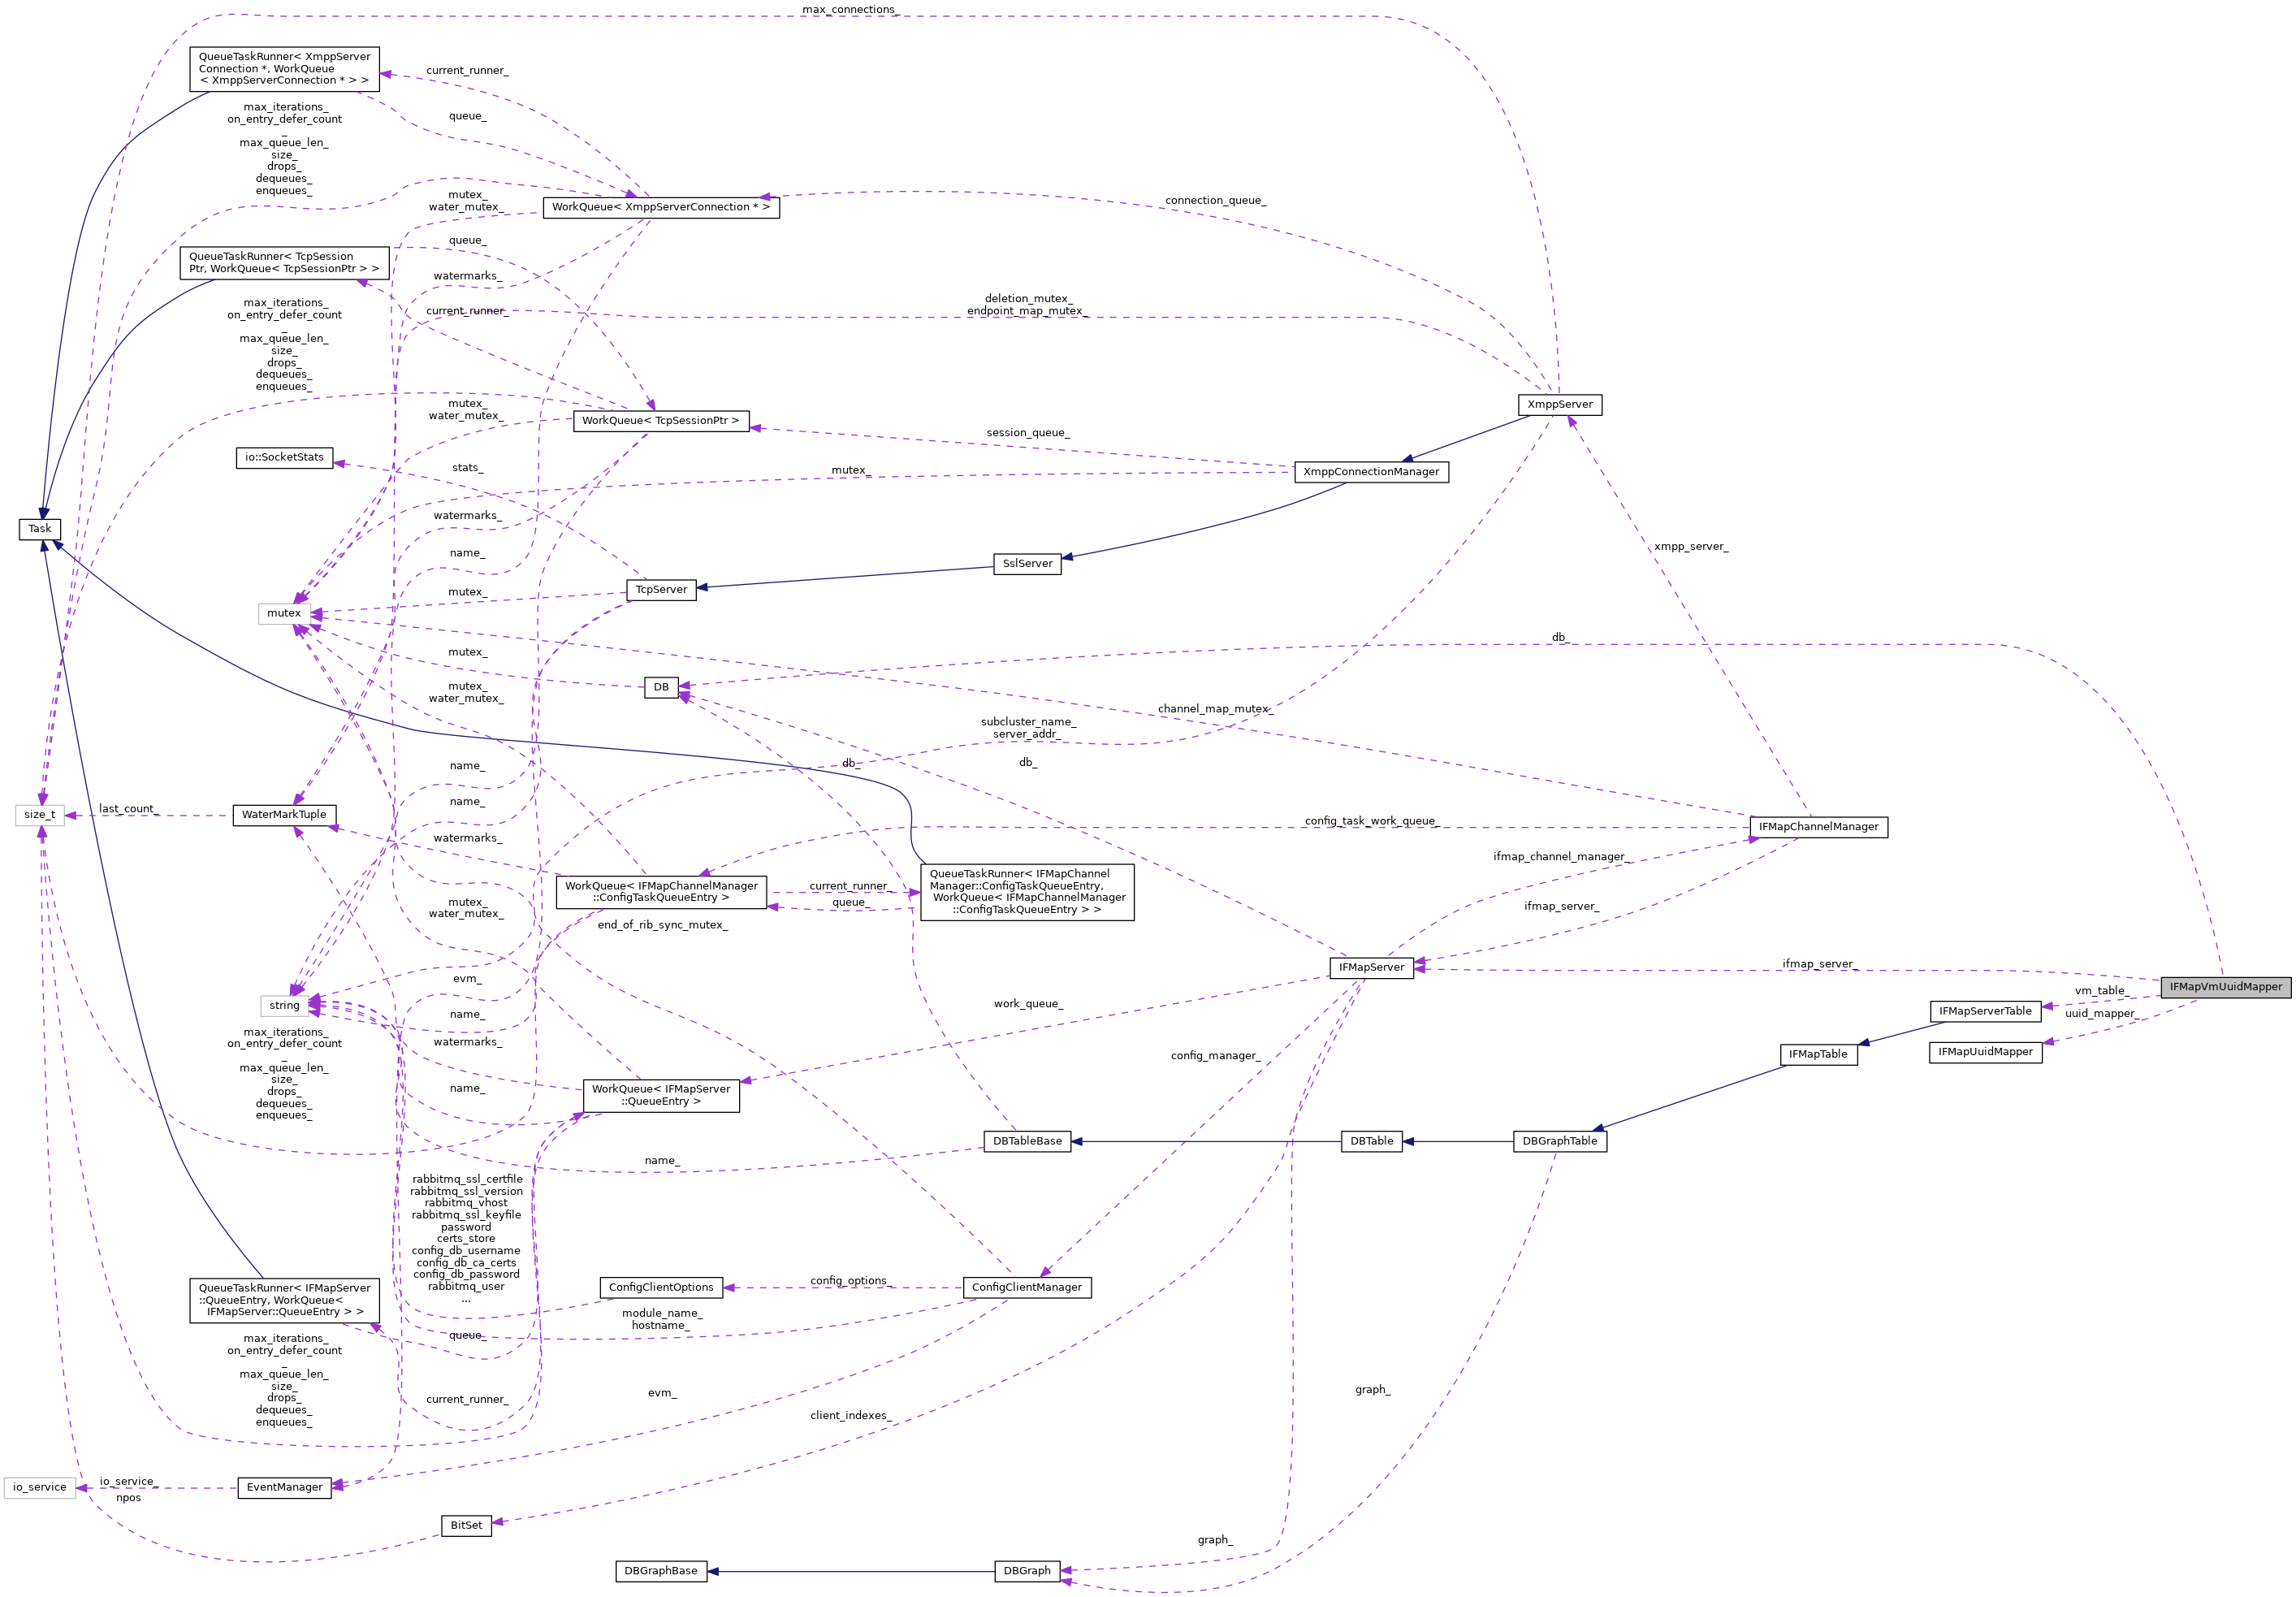 max_connections_
QueueTaskRunner< XmppServer
Connection *, WorkQueue
< XmppServerConnection * > >
current_runner_
max_iterations_
on_entry_defer_count
_
max_queue_len_
size_
drops_
dequeues_
enqueues_
queue_
mutex_
water_mutex_
WorkQueue< XmppServerConnection * >
connection_queue_
QueueTaskRunner< TcpSession
Ptr, WorkQueue< TcpSessionPtr > >
queue_
watermarks_
max_iterations_
on_entry_defer_count
_
max_queue_len_
size_
drops_
dequeues_
enqueues_
current_runner_
deletion_mutex_
endpoint_map_mutex_
mutex_
water_mutex_
WorkQueue< TcpSessionPtr >
XmppServer
session_queue_
io::SocketStats
stats_
mutex_
XmppConnectionManager
Task
watermarks_
name_
xmpp_server_
SslServer
TcpServer
mutex_
mutex
db_
mutex_
mutex_
water_mutex_
DB
channel_map_mutex_
subcluster_name_
server_addr_
name_
db_
db_
size_t
last_count_
WaterMarkTuple
name_
watermarks_
config_task_work_queue_
IFMapChannelManager
ifmap_channel_manager_
WorkQueue< IFMapChannelManager
::ConfigTaskQueueEntry >
current_runner_
queue_
QueueTaskRunner< IFMapChannel
Manager::ConfigTaskQueueEntry,
WorkQueue< IFMapChannelManager
::ConfigTaskQueueEntry > >
mutex_
water_mutex_
end_of_rib_sync_mutex_
ifmap_server_
IFMapServer
ifmap_server_
IFMapVmUuidMapper
evm_
string
name_
work_queue_
vm_table_
uuid_mapper_
IFMapServerTable
max_iterations_
on_entry_defer_count
_
max_queue_len_
size_
drops_
dequeues_
enqueues_
watermarks_
name_
WorkQueue< IFMapServer
::QueueEntry >
config_manager_
IFMapTable
IFMapUuidMapper
name_
DBTableBase
DBTable
DBGraphTable
rabbitmq_ssl_certfile
rabbitmq_ssl_version
rabbitmq_vhost
rabbitmq_ssl_keyfile
password
certs_store
config_db_username
config_db_ca_certs
config_db_password
rabbitmq_user
...
QueueTaskRunner< IFMapServer
::QueueEntry, WorkQueue<
IFMapServer::QueueEntry > >
ConfigClientOptions
config_options_
ConfigClientManager
module_name_
hostname_
queue_
max_iterations_
on_entry_defer_count
_
max_queue_len_
size_
drops_
dequeues_
enqueues_
current_runner_
evm_
client_indexes_
graph_
io_service
io_service_
npos
EventManager
BitSet
graph_
DBGraphBase
DBGraph